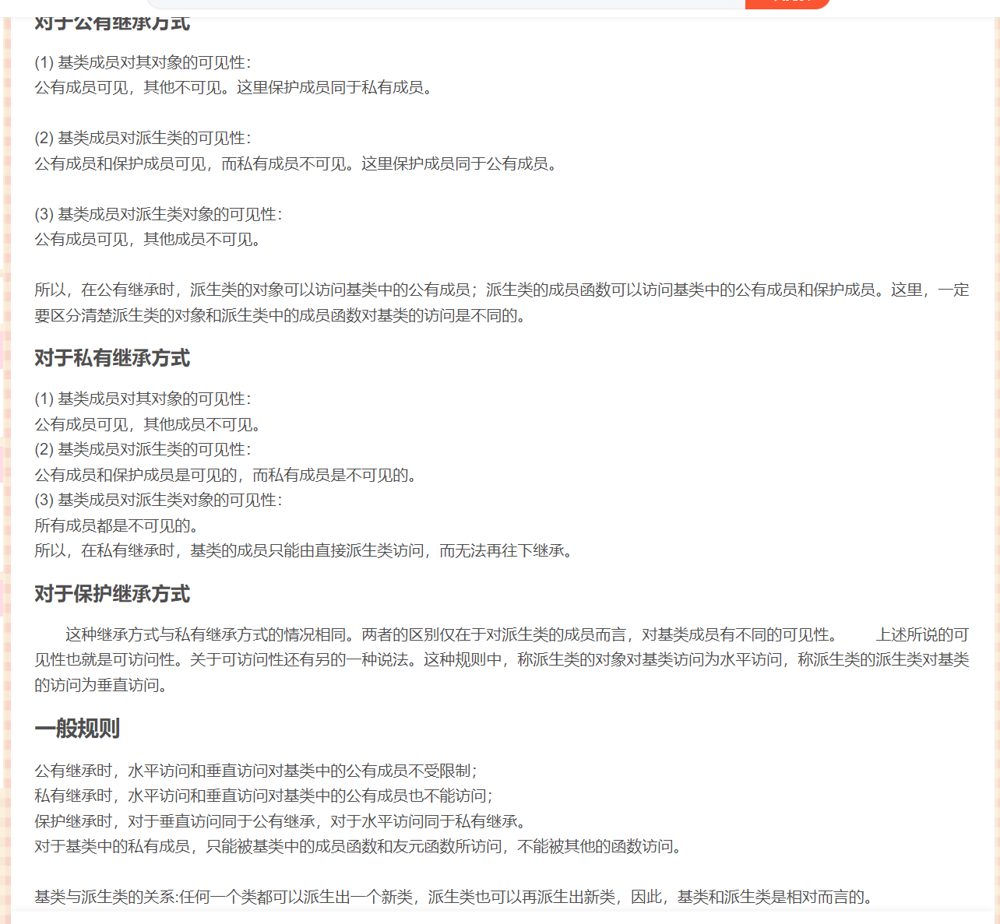 对于公有继承方式
(1) 基类成员对其对象的可见性：
公有成员可见，其他不可见。这里保护成员同于私有成员。
(2) 基类成员对派生类的可见性：
公有成员和保护成员可见，而私有成员不可见。这里保护成员同于公有成员。
(3) 基类成员对派生类对象的可见性：
公有成员可见，其他成员不可见。
所以，在公有继承时，派生类的对象可以访问基类中的公有成员；派生类的成员函数可以访问基类中的公有成员和保护成员。这里，一定
要区分清楚派生类的对象和派生类中的成员函数对基类的访问是不同的。
对于私有继承方式
(1) 基类成员对其对象的可见性：
公有成员可见，其他成员不可见。
(2) 基类成员对派生类的可见性：
公有成员和保护成员是可见的，而私有成员是不可见的。
(3) 基类成员对派生类对象的可见性：
所有成员都是不可见的。
所以，在私有继承时，基类的成员只能由直接派生类访问，而无法再往下继承。
对于保护继承方式
这种继承方式与私有继承方式的情况相同。两者的区别仅在于对派生类的成员而言，对基类成员有不同的可见性。 上述所说的可
见性也就是可访问性。关于可访问性还有另的一种说法。这种规则中，称派生类的对象对基类访问为水平访问，称派生类的派生类对基类
的访问为垂直访问。
一般规则
公有继承时，水平访问和垂直访问对基类中的公有成员不受限制；
私有继承时，水平访问和垂直访问对基类中的公有成员也不能访问；
保护继承时，对于垂直访问同于公有继承，对于水平访问同于私有继承。
对于基类中的私有成员，只能被基类中的成员函数和友元函数所访问，不能被其他的函数访问。
基类与派生类的关系:任何一个类都可以派生出一个新类，派生类也可以再派生出新类，因此，基类和派生类是相对而言的。